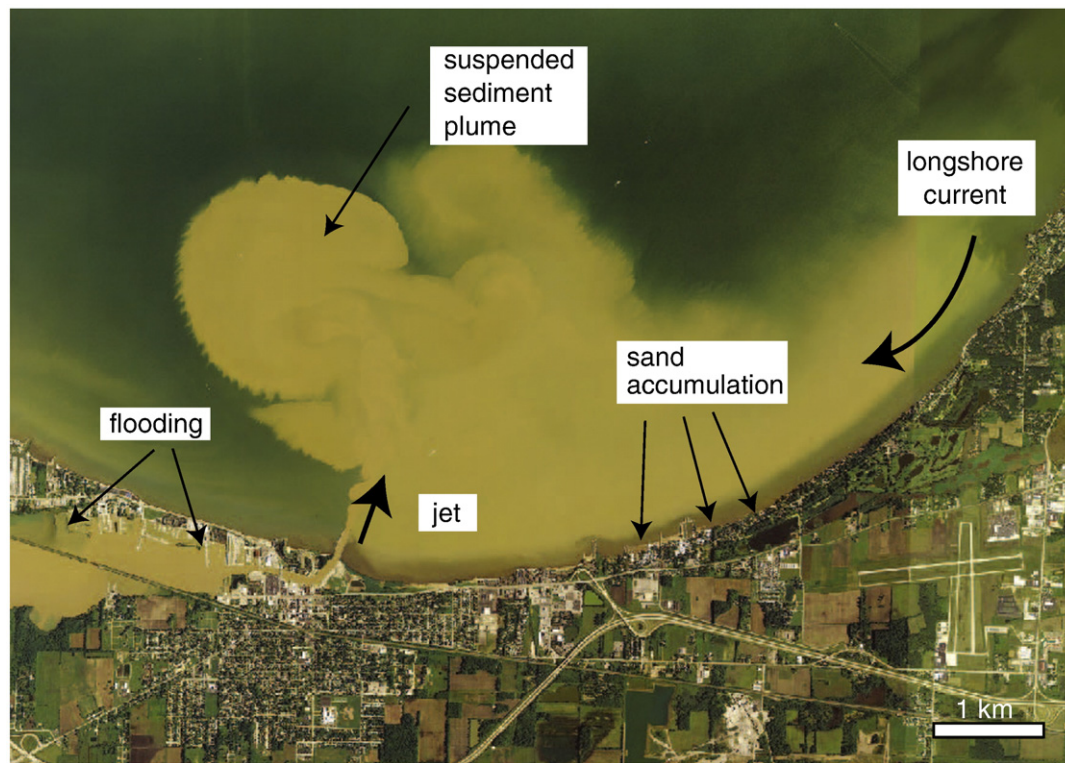 suspended
sediment
plume
longshore
current
sand
accumulation
flooding
jet
1 km